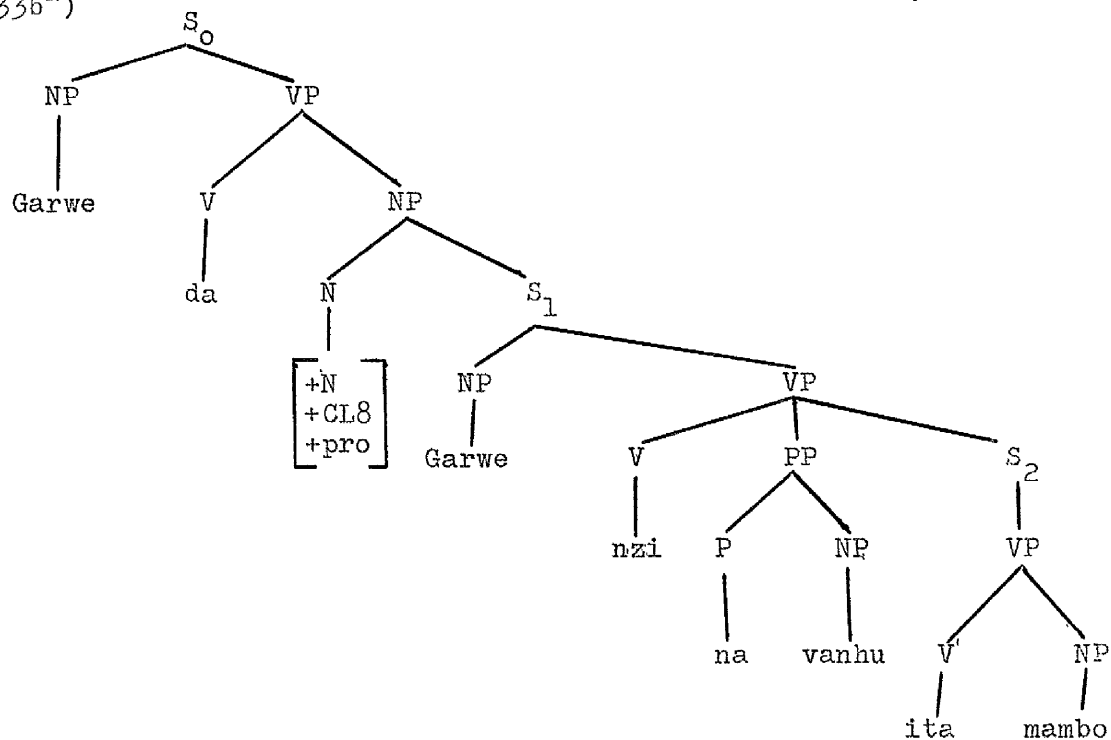 33b")
S0
NP VP
Garwe V NP
da N S1
+N
+CL8
+pro
NP VP
Garwe V PP S2
nzi P NP VP
na vanhu V NP
ita mambo